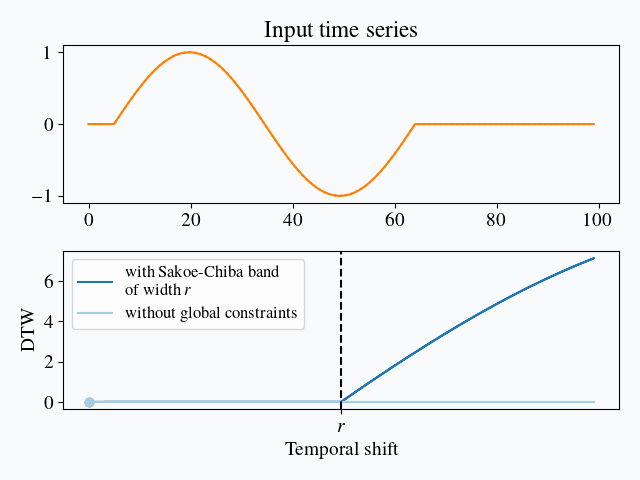 Input time series
1
0
−1
0
20
40
60
80
100
with Sakoe-Chiba band
of width r
without global constraints
6
4
2
0
DTW
r
Temporal shift